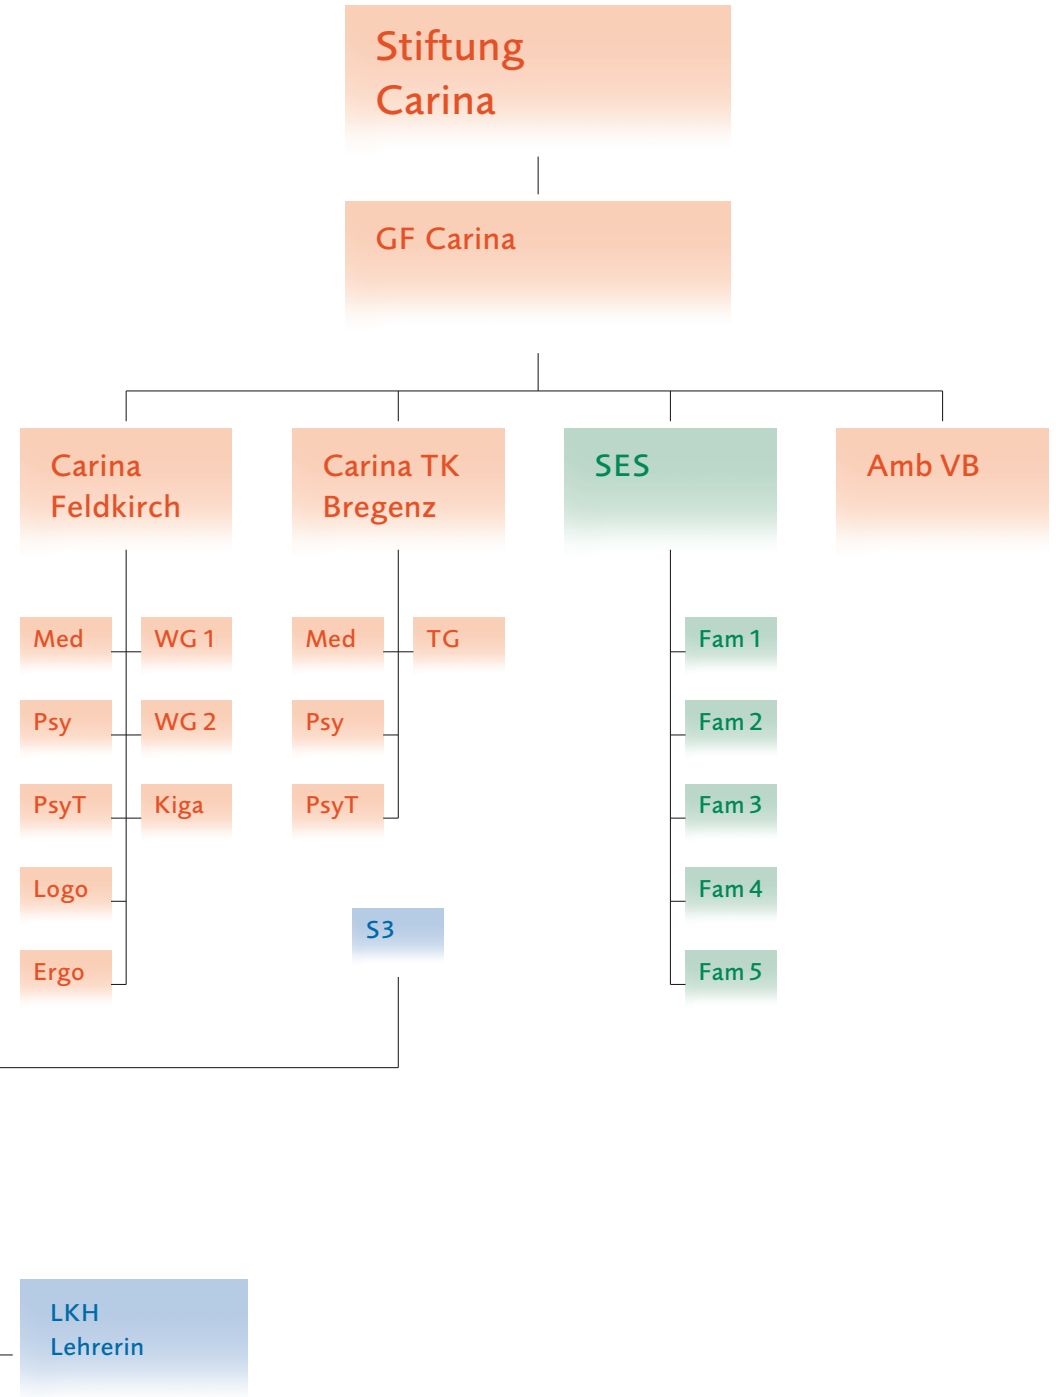 Stiftung
Carina
GF Carina
Carina
Feldkirch
Carina TK
Bregenz
SES
Amb VB
Med
WG 1
Med
TG
Fam 1
Psy
WG 2
Psy
Fam 2
PsyT
Kiga
PsyT
Fam 3
Logo
Fam 4
S3
Ergo
Fam 5
LKH
Lehrerin